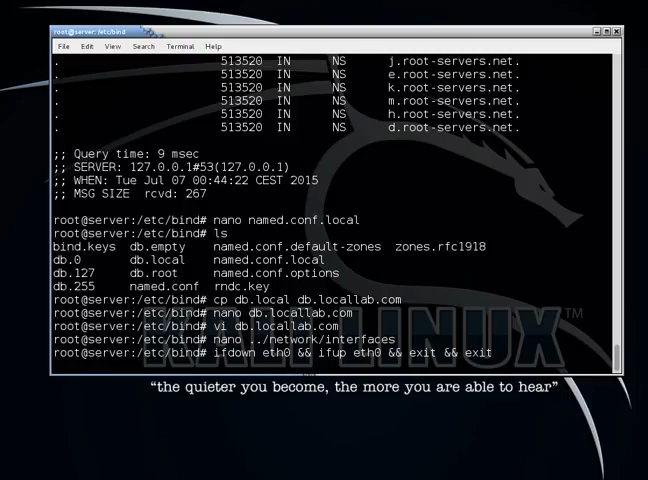 root@server: /etc/bind
File Edit View Search Terminal Help
. 513520 IN NS j.root-servers.net.
. 513520 IN NS e.root-servers.net.
. 513520 IN NS k.root-servers.net.
. 513520 IN NS m.root-servers.net.
. 513520 IN NS h.root-servers.net.
. 513520 IN NS d.root-servers.net.
;; Query time: 9 msec
;; SERVER: 127.0.0.1#53(127.0.0.1)
;; WHEN: Tue Jul 07 00:44:22 CEST 2015
;; MSG SIZE rcvd: 267
root@server:/etc/bind# nano named.conf.local
root@server:/etc/bind# ls
bind.keys db.empty named.conf.default-zones zones.rfc1918
db.0 db.local named.conf.local
db.127 db.root named.conf.options
db.255 named.conf rndc.key
root@server:/etc/bind# cp db.local db.locallab.com
root@server:/etc/bind# nano db.locallab.com
root@server:/etc/bind# vi db.locallab.com
root@server:/etc/bind# nano ../network/interfaces
root@server:/etc/bind# ifdown eth0 && ifup eth0 && exit && exit
KALI LINUX™
“the quieter you become, the more you are able to hear”